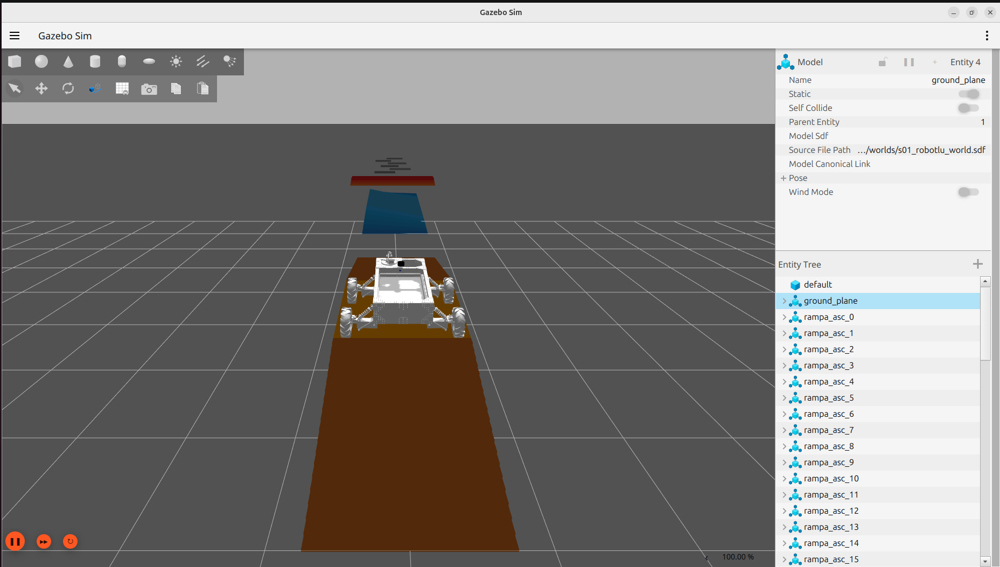 Gazebo Sim
Gazebo Sim
Model
Entity 4
Name ground_plane
Static
Self Collide
Parent Entity 1
Model Sdf
Source File Path .../worlds/s01_robotlu_world.sdf
Model Canonical Link
Pose
Wind Mode
Entity Tree
default
ground_plane
rampa_asc_0
rampa_asc_1
rampa_asc_2
rampa_asc_3
rampa_asc_4
rampa_asc_5
rampa_asc_6
rampa_asc_7
rampa_asc_8
rampa_asc_9
rampa_asc_10
rampa_asc_11
rampa_asc_12
rampa_asc_13
rampa_asc_14
rampa_asc_15
100.00 %